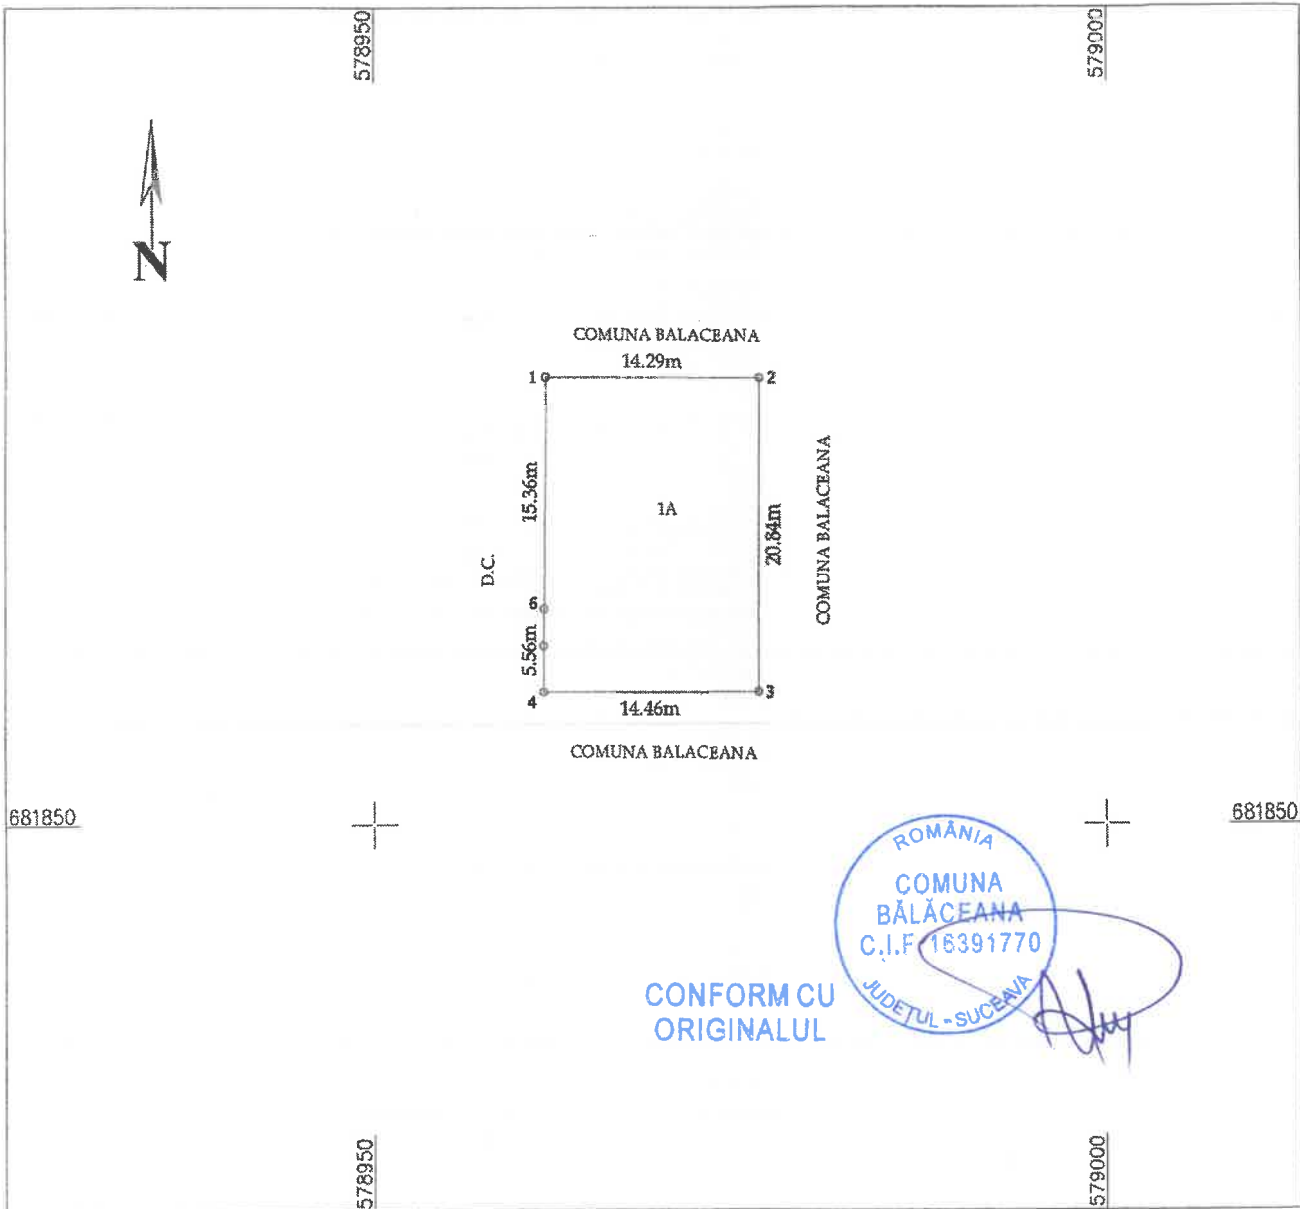 578950
579000
N
COMUNA BALACEANA
14.29m
1
2
15.36m
1A
20.84m
COMUNA BALACEANA
D.C.
6
5.56m
4
3
14.46m
COMUNA BALACEANA
681850
681850
ROMÂNIA
COMUNA
BĂLĂCEANA
C.I.F. 16391770
JUDEȚUL - SUCEAVA
CONFORM CU
ORIGINALUL
578950
579000